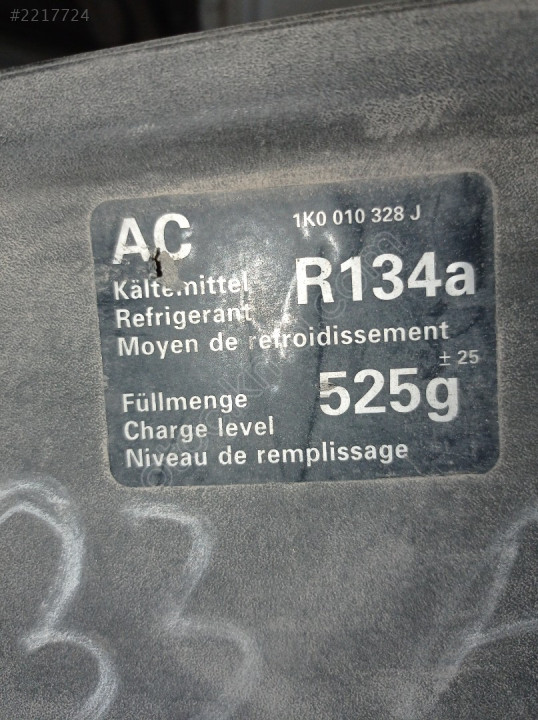 #2217724
AC
1K0 010 328 J
Kältemittel
R134a
Refrigerant
Moyen de refroidissement
± 25
Füllmenge
525g
Charge level
Niveau de remplissage
33